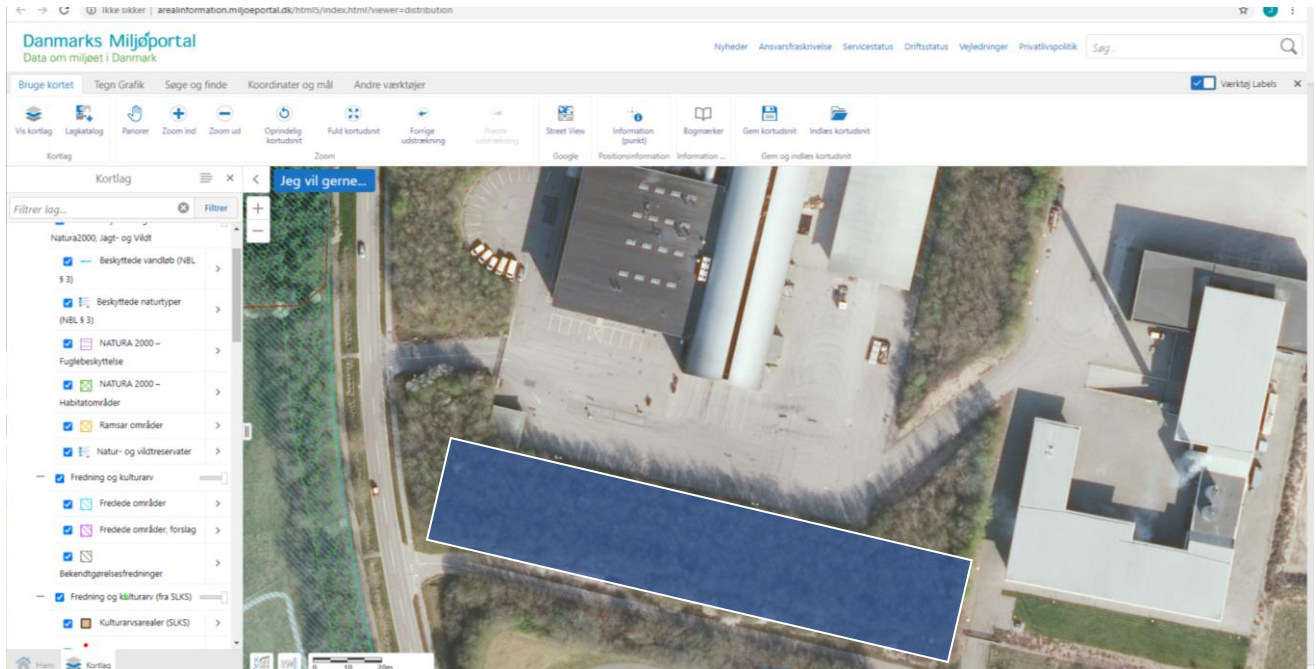 Ikke sikker | arealinformation.miljoeportal.dk/html5/index.html?viewer=distribution
Danmarks Miljøportal
Data om miljøet i Danmark
Nyheder Ansvarsfraskrivelse Servicestatus Driftsstatus Vejledninger Privatlivspolitik Søg...
Bruge kortet Tegn Grafik Søge og finde Koordinater og mål Andre værktøjer Værktøj Labels
Vis kortlag Lagkatalog Panorer Zoom ind Zoom ud Oprindelig Fuld kortudsnit Forrige Næste Street View Information Bogmærker Gem kortudsnit Indlæs kortudsnit
kortudsnit udstrækning udstrækning (punkt)
Kortlag Zoom Google Positionsinformation Information ... Gem og indlæs kortudsnit
Kortlag
Jeg vil gerne...
Filtrer lag... Filtrer
Natura2000, Jagt- og Vildt
Beskyttede vandløb (NBL
§ 3)
Beskyttede naturtyper
(NBL § 3)
NATURA 2000 –
Fuglebeskyttelse
NATURA 2000 –
Habitatområder
Ramsar områder
Natur- og vildtreservater
Fredning og kulturarv
Fredede områder
Fredede områder, forslag
Bekendtgørelsesfredninger
Fredning og kulturarv (fra SLKS)
Kulturarvsarealer (SLKS)
Hjem Kortlag
0 10 20m